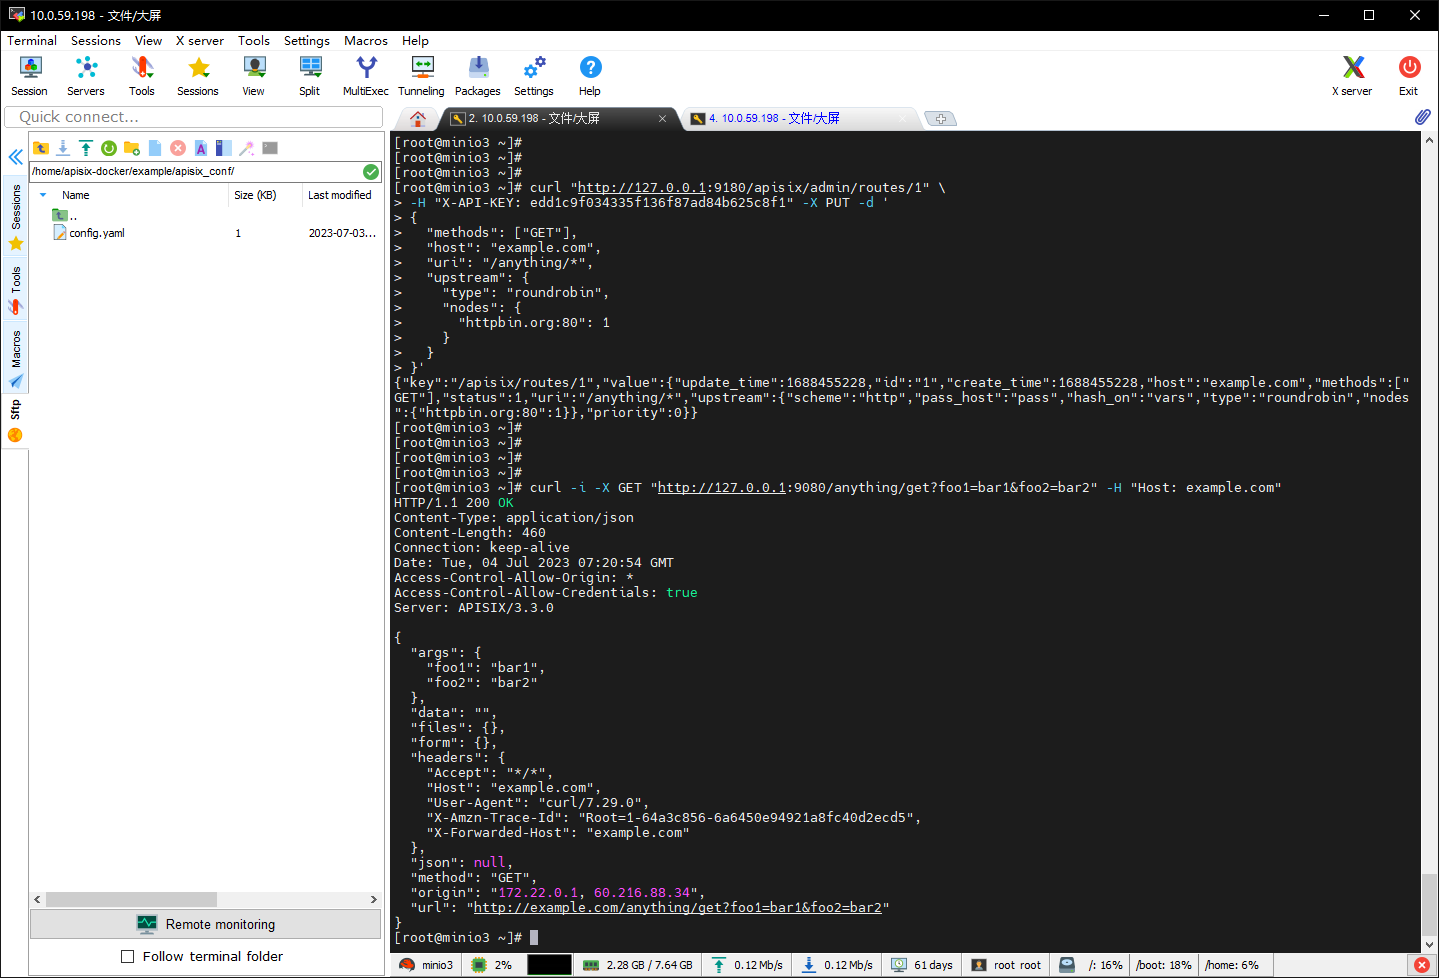 10.0.59.198 - 文件/大屏
Terminal Sessions View X server Tools Settings Macros Help
Session Servers Tools Sessions View Split MultiExec Tunneling Packages Settings Help X server Exit
Quick connect...
2. 10.0.59.198 - 文件/大屏
4. 10.0.59.198 - 文件/大屏
/home/apisix-docker/example/apisix_conf/
Name Size (KB) Last modified
..
config.yaml 1 2023-07-03...
Sessions
Tools
Macros
Sftp
Remote monitoring
Follow terminal folder
[root@minio3 ~]#
[root@minio3 ~]#
[root@minio3 ~]#
[root@minio3 ~]# curl "http://127.0.0.1:9180/apisix/admin/routes/1" \
> -H "X-API-KEY: edd1c9f034335f136f87ad84b625c8f1" -X PUT -d '
> {
>   "methods": ["GET"],
>   "host": "example.com",
>   "uri": "/anything/*",
>   "upstream": {
>     "type": "roundrobin",
>     "nodes": {
>       "httpbin.org:80": 1
>     }
>   }
> }'
{"key":"/apisix/routes/1","value":{"update_time":1688455228,"id":"1","create_time":1688455228,"host":"example.com","methods":["
GET"],"status":1,"uri":"/anything/*","upstream":{"scheme":"http","pass_host":"pass","hash_on":"vars","type":"roundrobin","nodes
":{"httpbin.org:80":1}},"priority":0}}
[root@minio3 ~]#
[root@minio3 ~]#
[root@minio3 ~]#
[root@minio3 ~]#
[root@minio3 ~]# curl -i -X GET "http://127.0.0.1:9080/anything/get?foo1=bar1&foo2=bar2" -H "Host: example.com"
HTTP/1.1 200 OK
Content-Type: application/json
Content-Length: 460
Connection: keep-alive
Date: Tue, 04 Jul 2023 07:20:54 GMT
Access-Control-Allow-Origin: *
Access-Control-Allow-Credentials: true
Server: APISIX/3.3.0
{
  "args": {
    "foo1": "bar1",
    "foo2": "bar2"
  },
  "data": "",
  "files": {},
  "form": {},
  "headers": {
    "Accept": "*/*",
    "Host": "example.com",
    "User-Agent": "curl/7.29.0",
    "X-Amzn-Trace-Id": "Root=1-64a3c856-6a6450e94921a8fc40d2ecd5",
    "X-Forwarded-Host": "example.com"
  },
  "json": null,
  "method": "GET",
  "origin": "172.22.0.1, 60.216.88.34",
  "url": "http://example.com/anything/get?foo1=bar1&foo2=bar2"
}
[root@minio3 ~]#
minio3 2% 2.28 GB / 7.64 GB 0.12 Mb/s 0.12 Mb/s 61 days root root /: 16% /boot: 18% /home: 6%